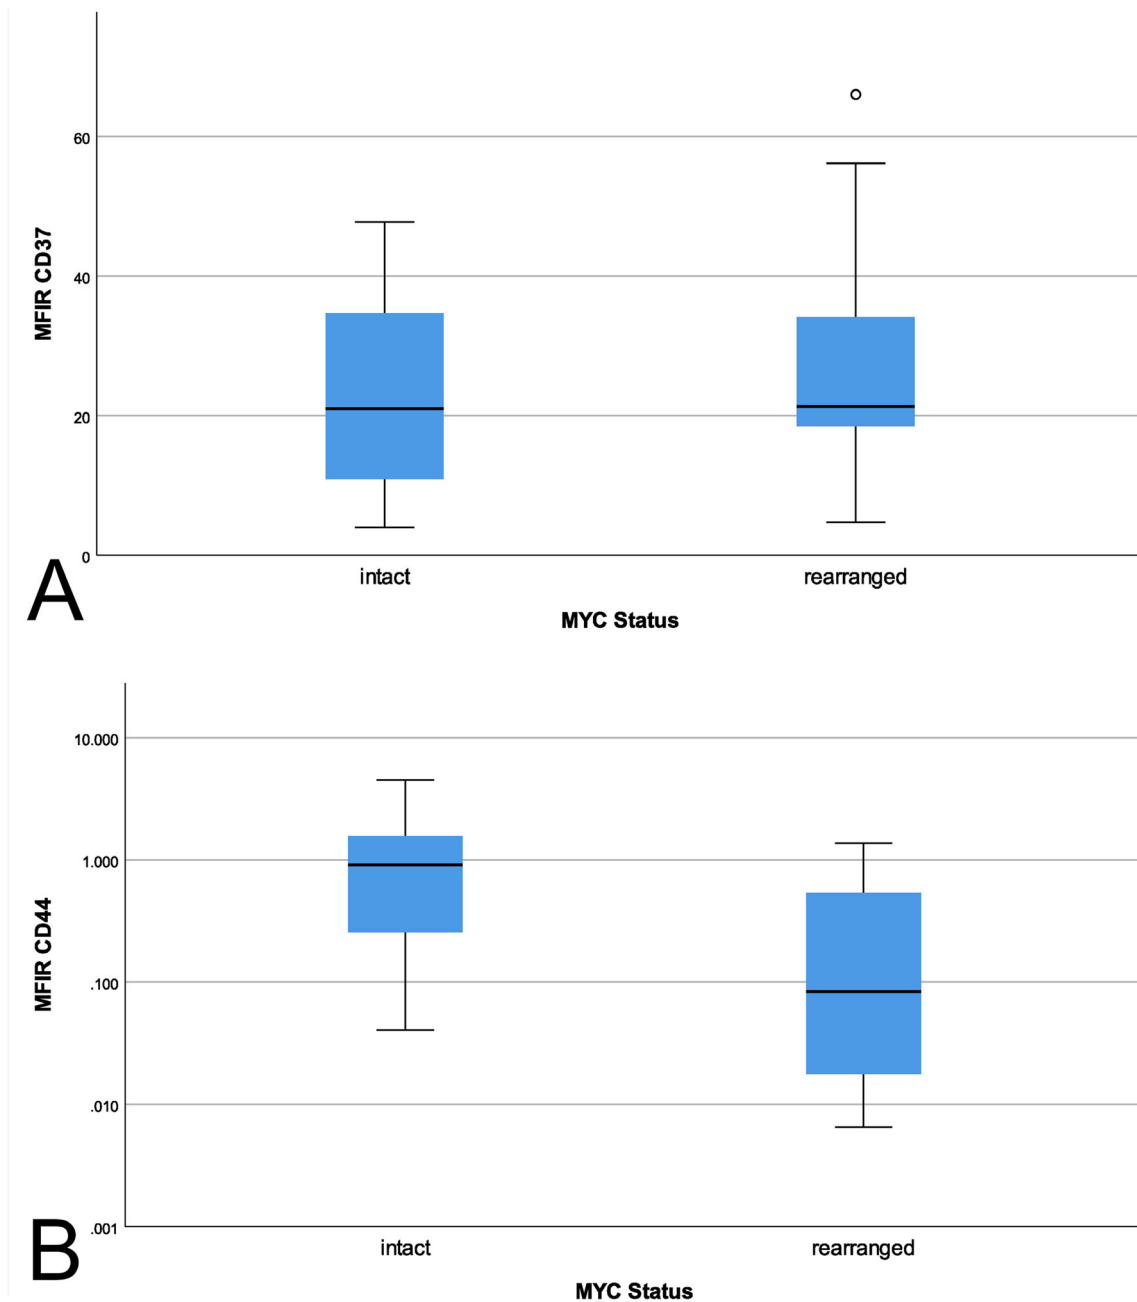 60
40
20
0
MFIR CD37
intact
rearranged
MYC Status
A
10.000
1.000
.100
.010
.001
MFIR CD44
intact
rearranged
MYC Status
B